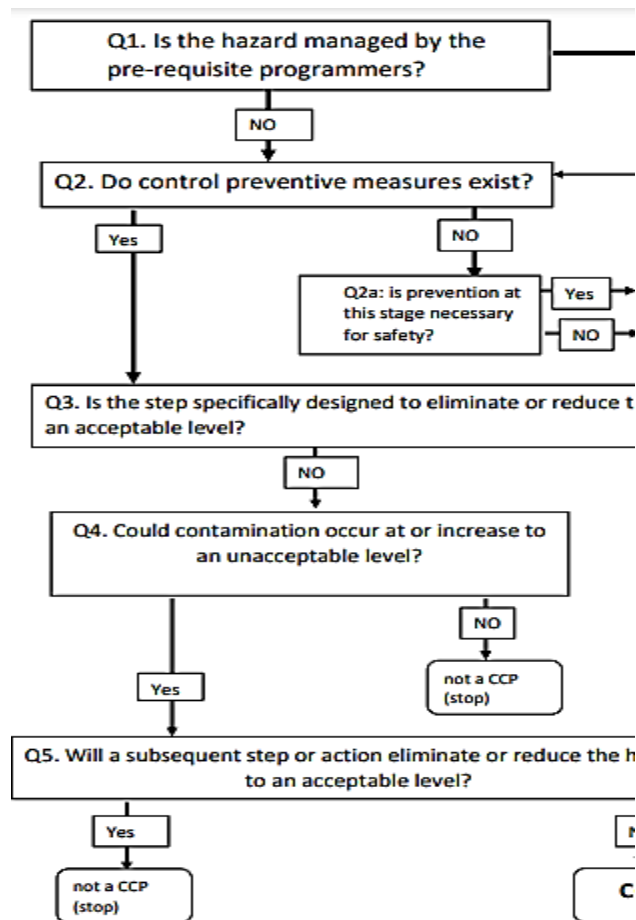 Q1. Is the hazard managed by the
pre-requisite programmers?
NO
Q2. Do control preventive measures exist?
Yes
NO
Q2a: is prevention at
this stage necessary
for safety?
Yes
NO
Q3. Is the step specifically designed to eliminate or reduce t
an acceptable level?
NO
Q4. Could contamination occur at or increase to
an unacceptable level?
NO
Yes
not a CCP
(stop)
Q5. Will a subsequent step or action eliminate or reduce the h
to an acceptable level?
Yes
N
not a CCP
(stop)
C